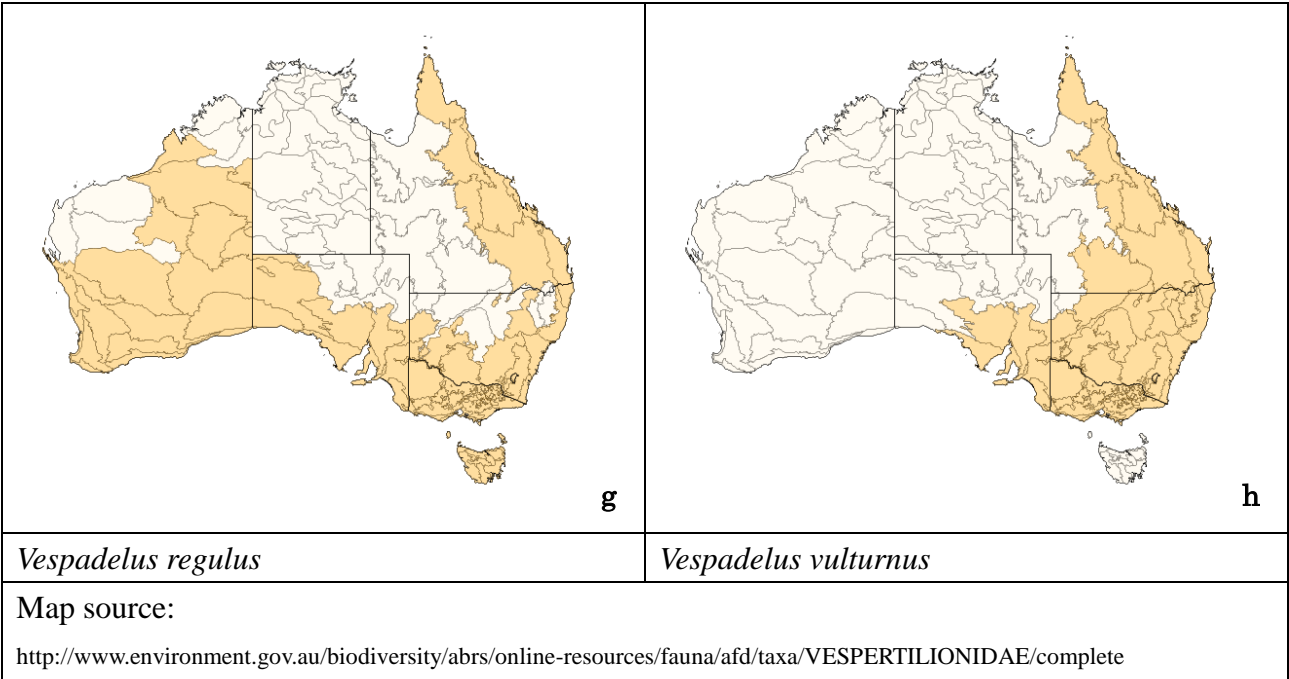 g
h
Vespadelus regulus
Vespadelus vulturnus
Map source:
http://www.environment.gov.au/biodiversity/abrs/online-resources/fauna/afd/taxa/VESPERTILIONIDAE/complete